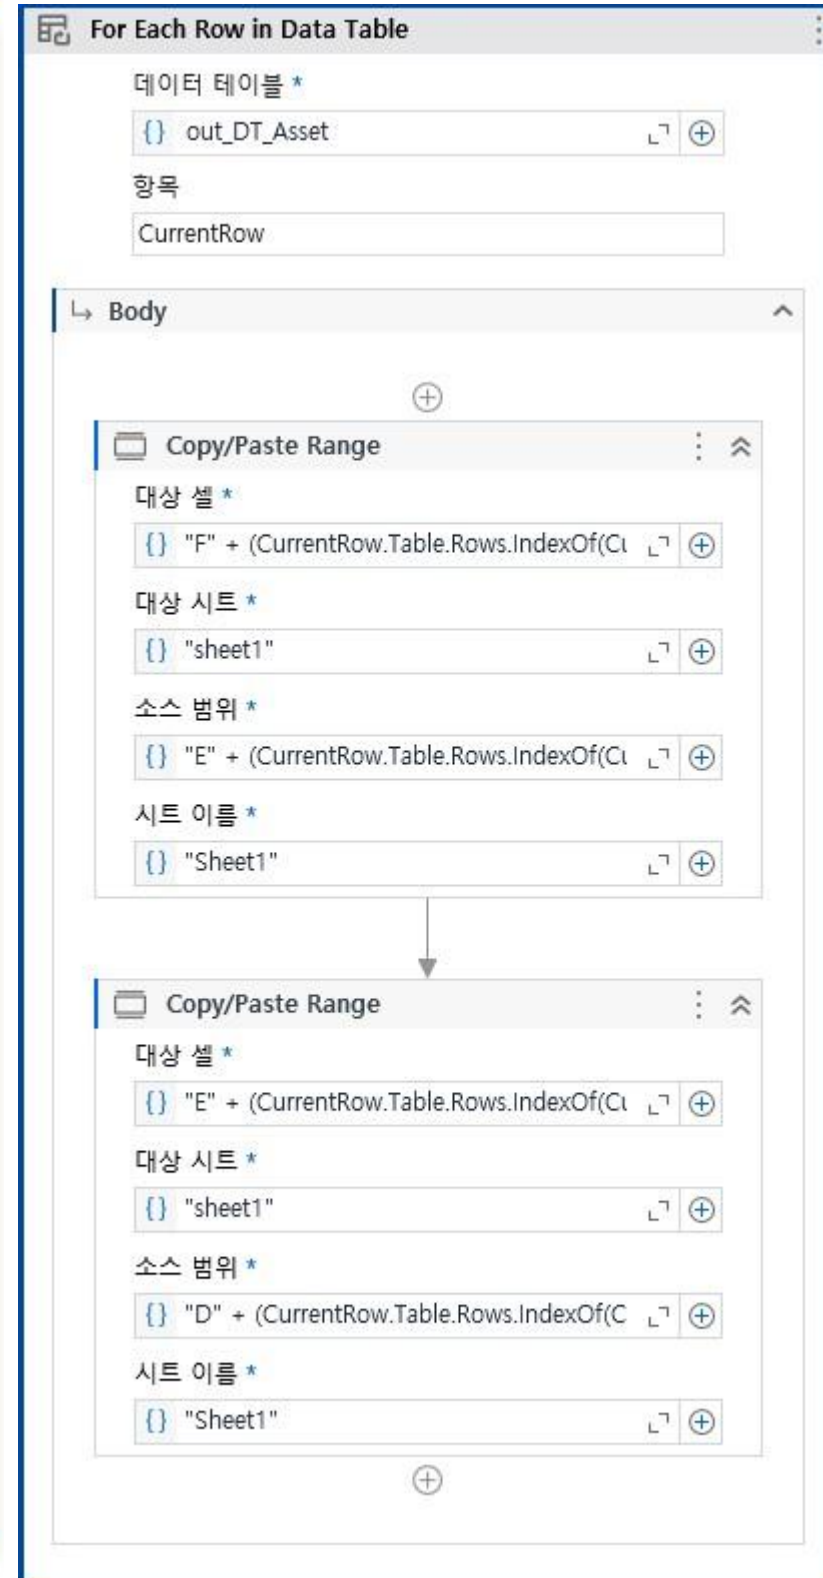 For Each Row in Data Table
데이터 테이블 *
{} out_DT_Asset
항목
CurrentRow
Body
Copy/Paste Range
대상 셀 *
{} "F" + (CurrentRow.Table.Rows.IndexOf(Cu
대상 시트 *
{} "sheet1"
소스 범위 *
{} "E" + (CurrentRow.Table.Rows.IndexOf(Cu
시트 이름 *
{} "Sheet1"
Copy/Paste Range
대상 셀 *
{} "E" + (CurrentRow.Table.Rows.IndexOf(Cu
대상 시트 *
{} "sheet1"
소스 범위 *
{} "D" + (CurrentRow.Table.Rows.IndexOf(C
시트 이름 *
{} "Sheet1"